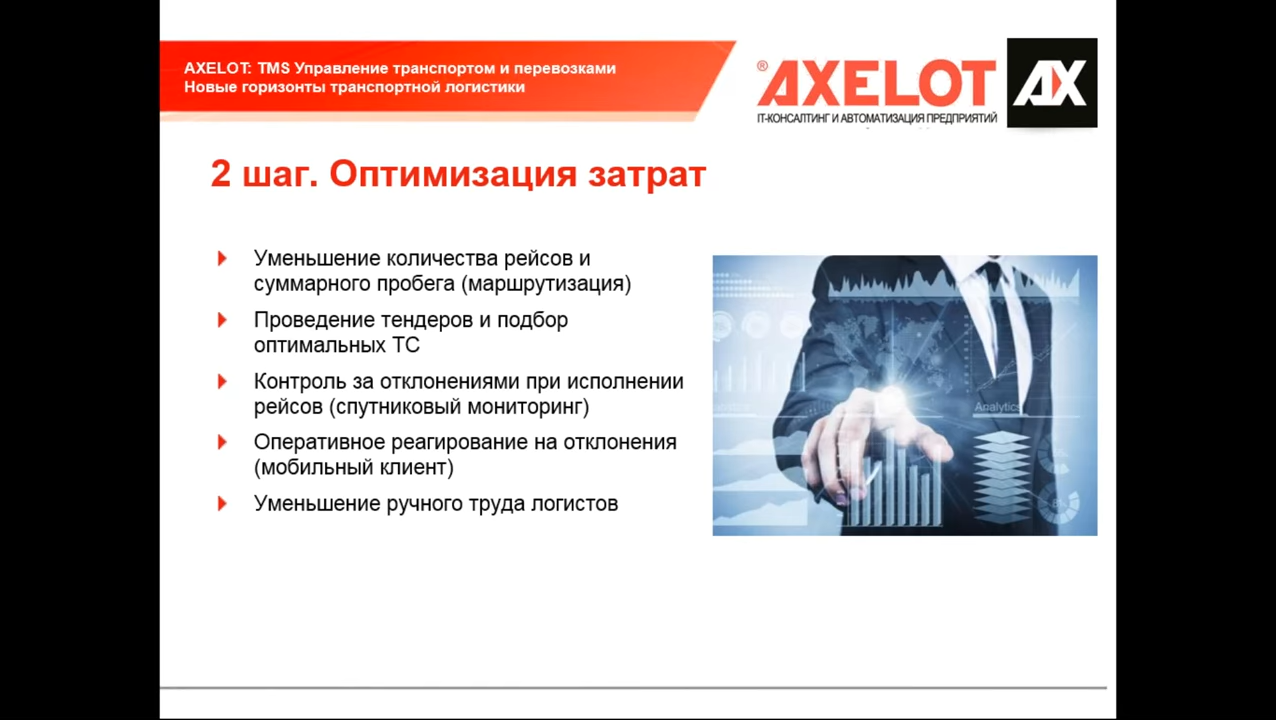 AXELOT: TMS Управление транспортом и перевозками
Новые горизонты транспортной логистики
® AXELOT
IT-КОНСАЛТИНГ И АВТОМАТИЗАЦИЯ ПРЕДПРИЯТИЙ
AX
2 шаг. Оптимизация затрат
Уменьшение количества рейсов и
суммарного пробега (маршрутизация)
Проведение тендеров и подбор
оптимальных ТС
Контроль за отклонениями при исполнении
рейсов (спутниковый мониторинг)
Оперативное реагирование на отклонения
(мобильный клиент)
Уменьшение ручного труда логистов
Analytics